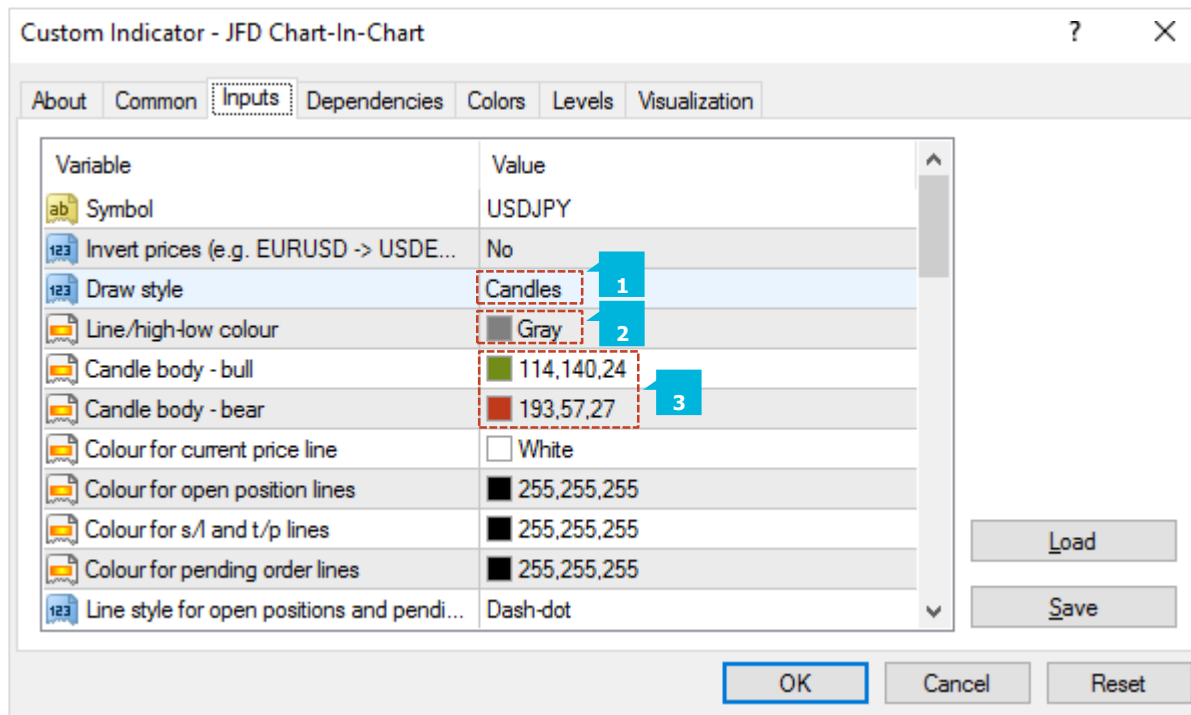 Custom Indicator - JFD Chart-In-Chart ?
About Common Inputs Dependencies Colors Levels Visualization
Variable Value
ab Symbol USDJPY
123 Invert prices (e.g. EURUSD -> USDE... No
123 Draw style Candles 1
Line/high-low colour Gray 2
Candle body - bull 114,140,24
Candle body - bear 193,57,27 3
Colour for current price line White
Colour for open position lines 255,255,255
Colour for s/l and t/p lines 255,255,255
Colour for pending order lines 255,255,255
123 Line style for open positions and pendi... Dash-dot
Load
Save
OK Cancel Reset